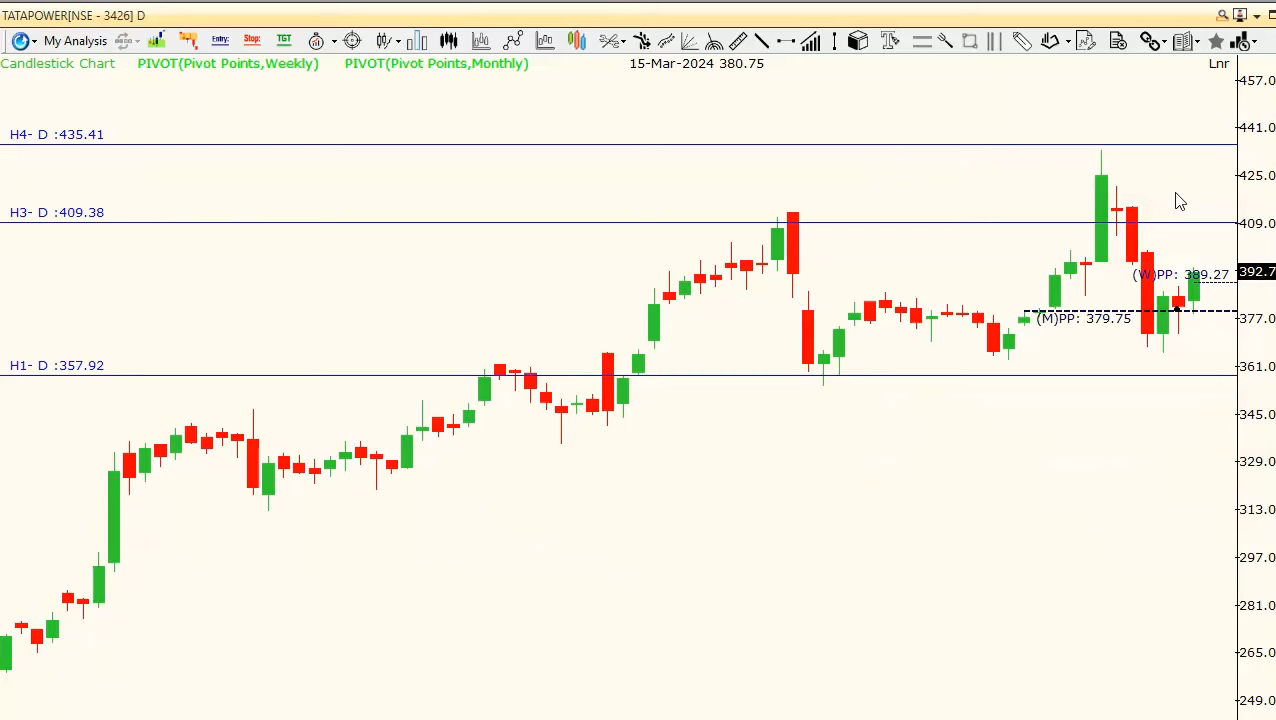 TATAPOWER[NSE - 3426] D
My Analysis Entry: Stop: TGT
Candlestick Chart PIVOT(Pivot Points,Weekly) PIVOT(Pivot Points,Monthly) 15-Mar-2024 380.75 Lnr
457.0
H4- D :435.41
441.0
425.0
H3- D :409.38
409.0
(W)PP: 389.27
392.7
(M)PP: 379.75
377.0
H1- D :357.92
361.0
345.0
329.0
313.0
297.0
281.0
265.0
249.0